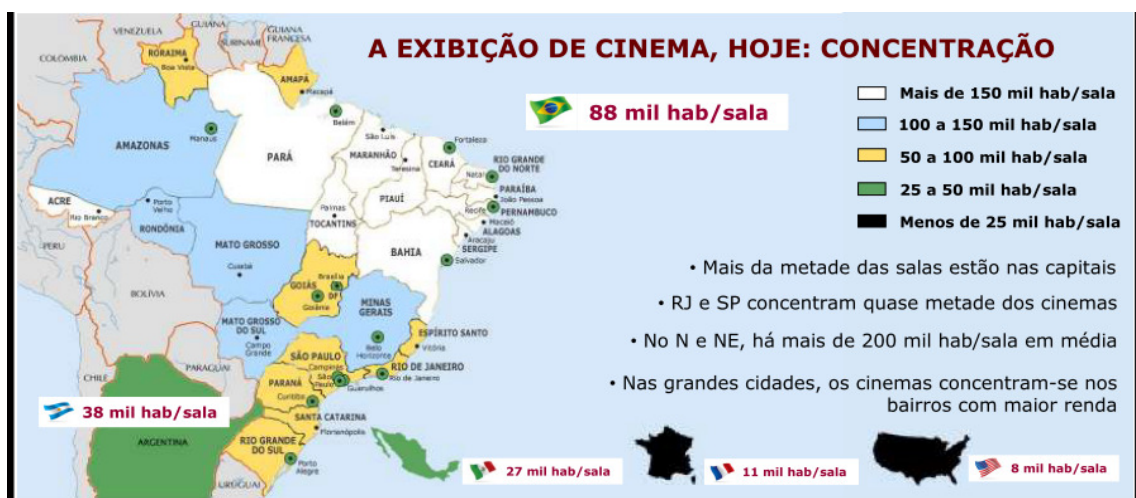 A EXIBIÇÃO DE CINEMA, HOJE: CONCENTRAÇÃO
88 mil hab/sala
Mais de 150 mil hab/sala
100 a 150 mil hab/sala
50 a 100 mil hab/sala
25 a 50 mil hab/sala
Menos de 25 mil hab/sala
• Mais da metade das salas estão nas capitais
• RJ e SP concentram quase metade dos cinemas
• No N e NE, há mais de 200 mil hab/sala em média
• Nas grandes cidades, os cinemas concentram-se nos
bairros com maior renda
VENEZUELA
GUIANA
SURINAME
GUIANA
FRANCESA
COLOMBIA
RORAIMA
Boa Vista
AMAPÁ
Macapá
Belém
Manaus
AMAZONAS
PARÁ
São Luis
MARANHÃO
Teresina
Fortaleza
CEARÁ
RIO GRANDE
DO NORTE
Natal
PARAÍBA
João Pessoa
PIAUÍ
Recife
PERNAMBUCO
Maceió
ALAGOAS
Aracaju
SERGIPE
ACRE
Rio Branco
Porto
Velho
RONDÔNIA
Palmas
TOCANTINS
BAHIA
Salvador
PERU
MATO GROSSO
Cuiabá
BOLÍVIA
GOIÁS
Brasília
DF
Goiânia
MINAS
GERAIS
Belo
Horizonte
MATO GROSSO
DO SUL
Campo
Grande
ESPÍRITO SANTO
Vitória
SÃO PAULO
Campinas
São
Paulo
Guarulhos
RIO DE JANEIRO
Rio de Janeiro
PARAGUAI
CHILE
PARANÁ
Curitiba
SANTA CATARINA
Florianópolis
38 mil hab/sala
ARGENTINA
RIO GRANDE
DO SUL
Porto
Alegre
URUGUAI
27 mil hab/sala
11 mil hab/sala
8 mil hab/sala